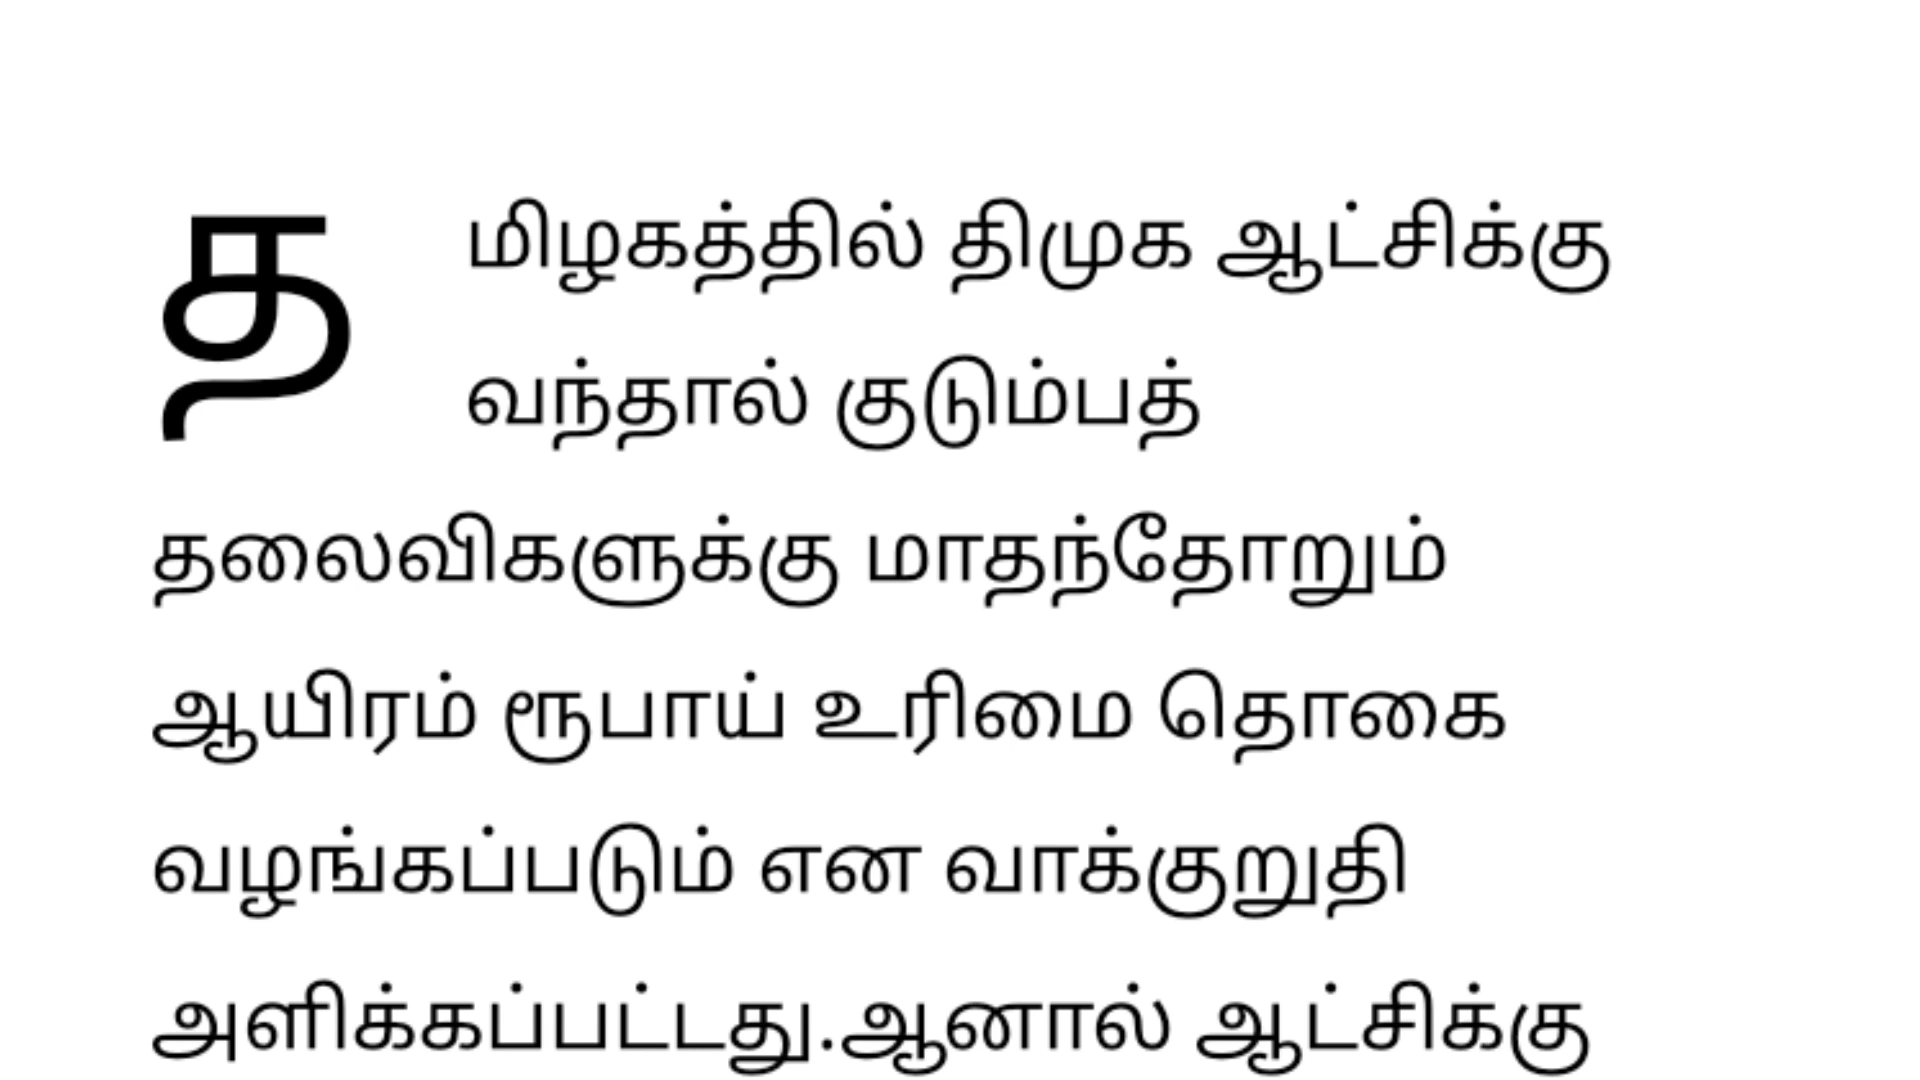 தமிழகத்தில் திமுக ஆட்சிக்கு
வந்தால் குடும்பத்
தலைவிகளுக்கு மாதந்தோறும்
ஆயிரம் ரூபாய் உரிமை தொகை
வழங்கப்படும் என வாக்குறுதி
அளிக்கப்பட்டது.ஆனால் ஆட்சிக்கு